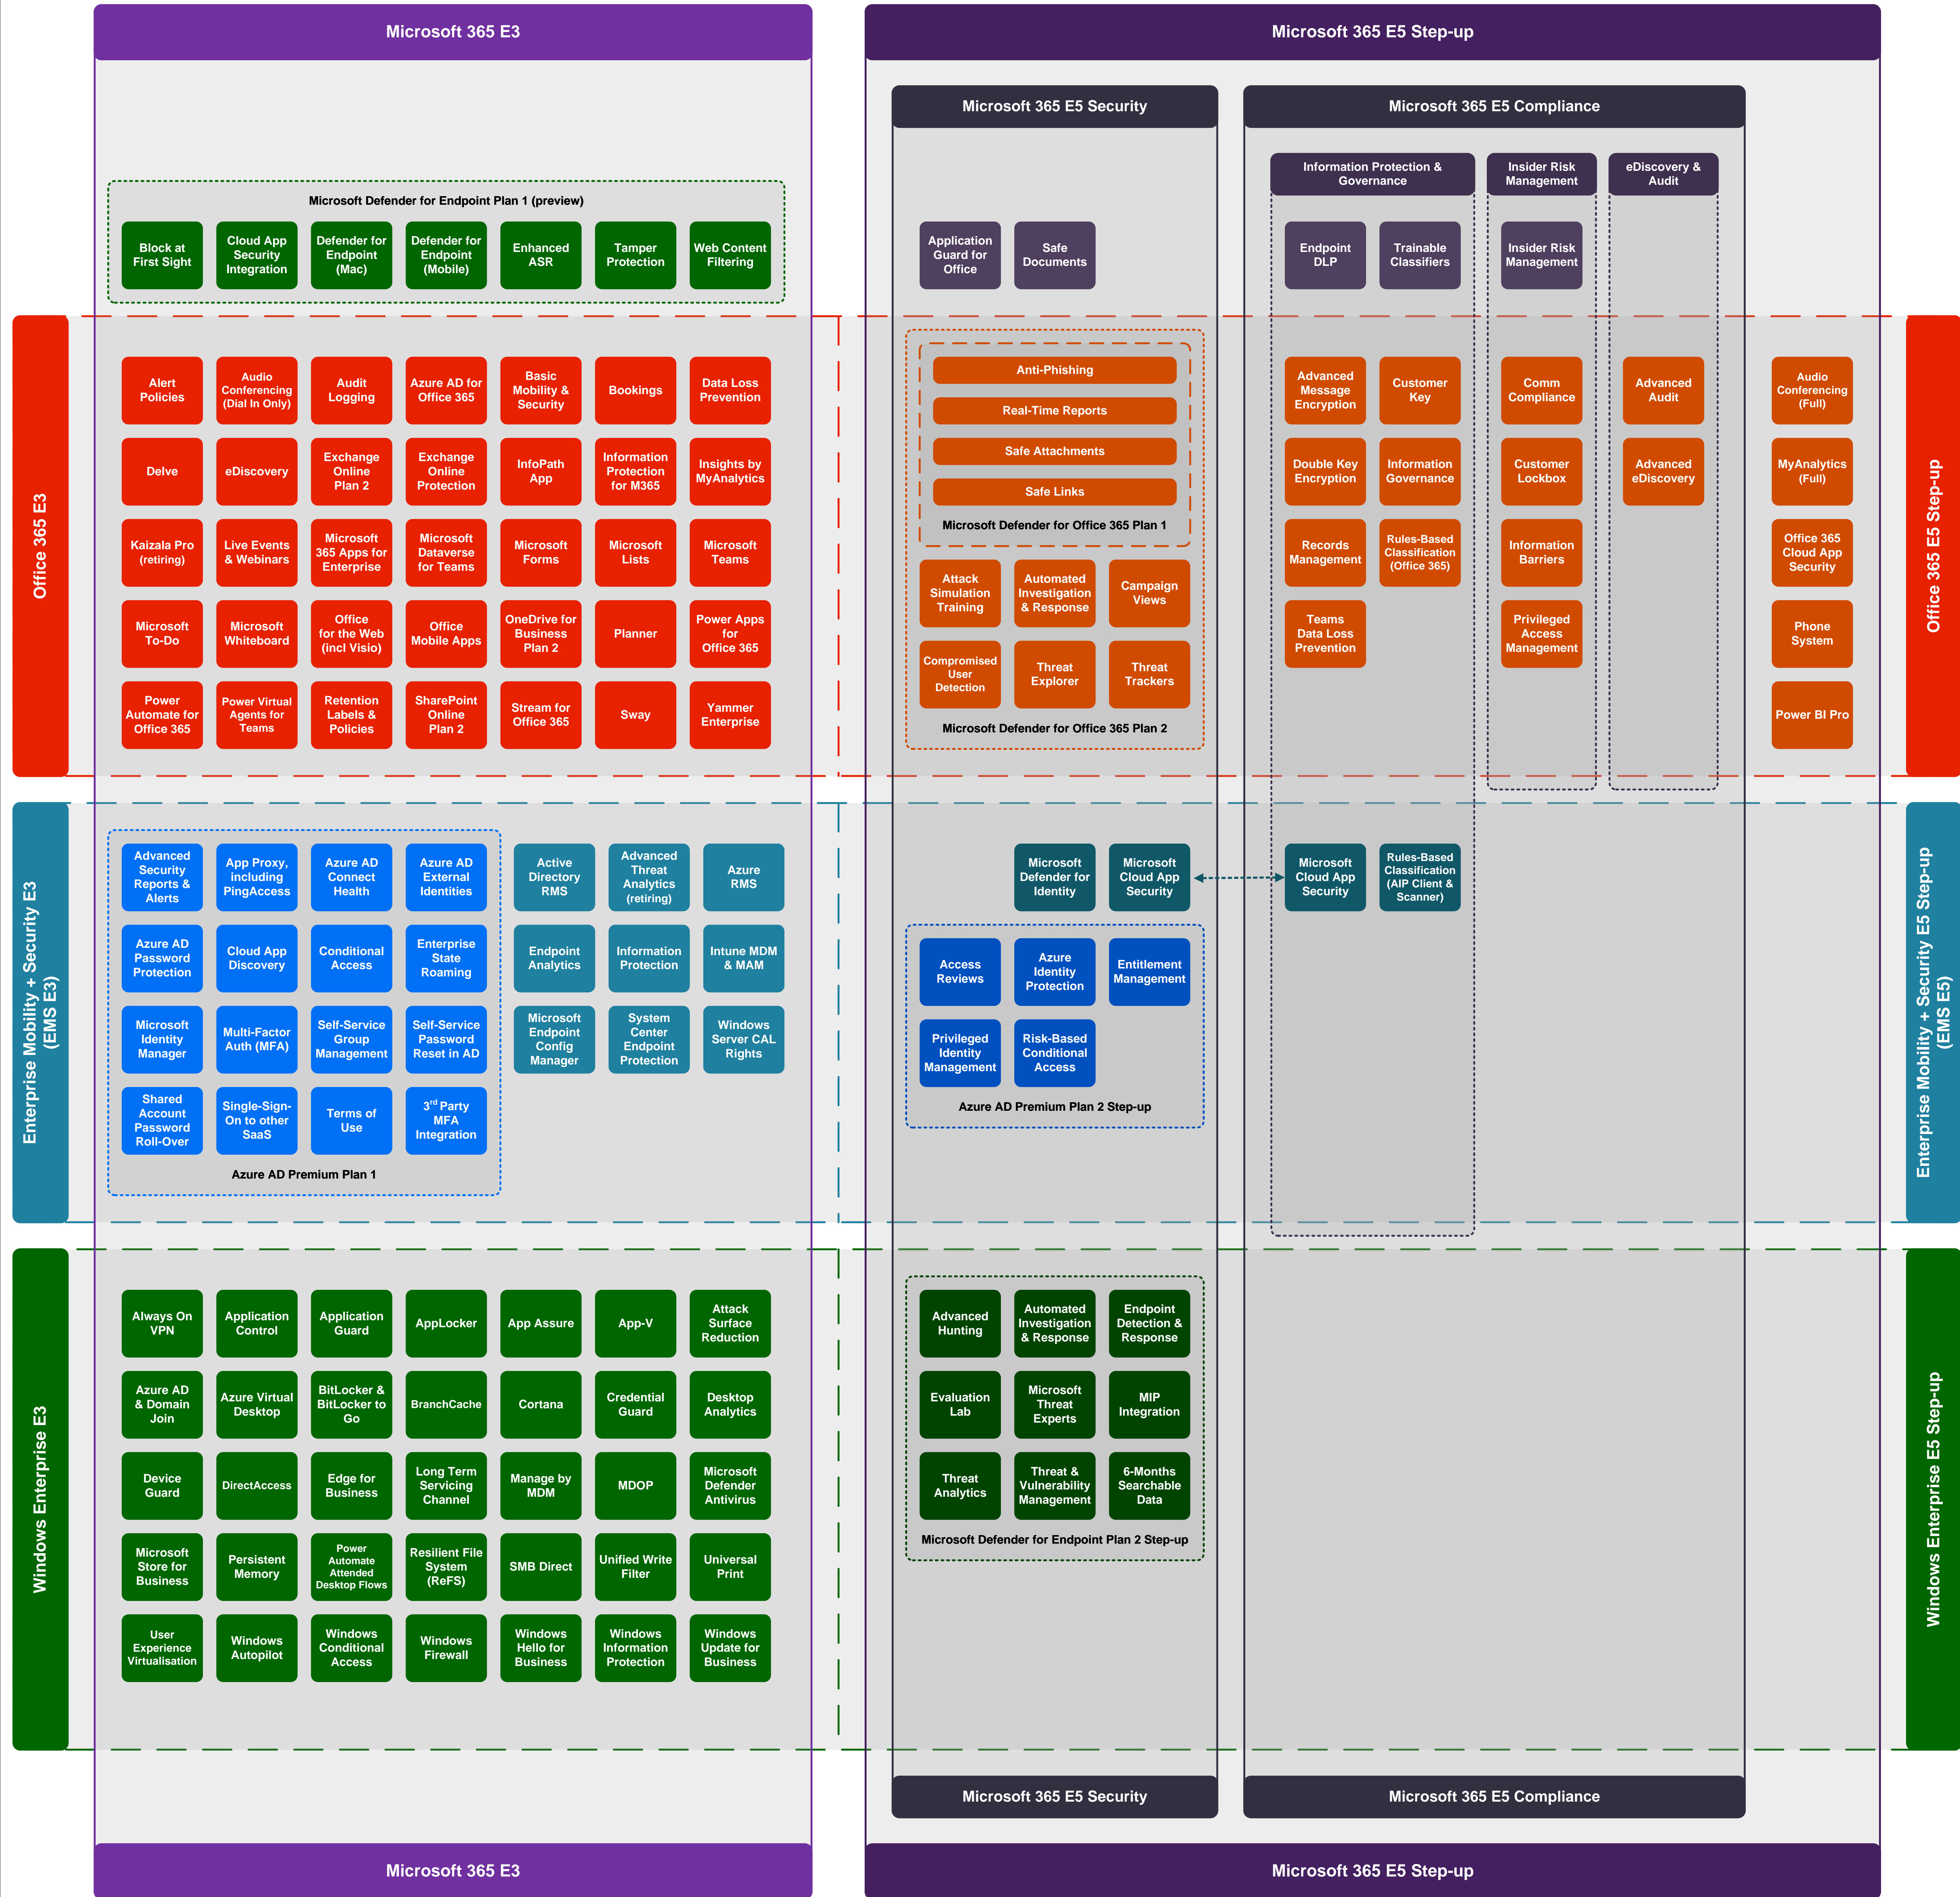 Microsoft 365 E3
Microsoft 365 E5 Step-up
Microsoft 365 E5 Security
Microsoft 365 E5 Compliance
Information Protection &
Governance
Insider Risk
Management
eDiscovery &
Audit
Microsoft Defender for Endpoint Plan 1 (preview)
Block at
First Sight
Cloud App
Security
Integration
Defender for
Endpoint
(Mac)
Defender for
Endpoint
(Mobile)
Enhanced
ASR
Tamper
Protection
Web Content
Filtering
Application
Guard for
Office
Safe
Documents
Endpoint
DLP
Trainable
Classifiers
Insider Risk
Management
Office 365 E3
Alert
Policies
Audio
Conferencing
(Dial In Only)
Audit
Logging
Azure AD for
Office 365
Basic
Mobility &
Security
Bookings
Data Loss
Prevention
Delve
eDiscovery
Exchange
Online
Plan 2
Exchange
Online
Protection
InfoPath
App
Information
Protection
for M365
Insights by
MyAnalytics
Kaizala Pro
(retiring)
Live Events
& Webinars
Microsoft
365 Apps for
Enterprise
Microsoft
Dataverse
for Teams
Microsoft
Forms
Microsoft
Lists
Microsoft
Teams
Microsoft
To-Do
Microsoft
Whiteboard
Office
for the Web
(incl Visio)
Office
Mobile Apps
OneDrive for
Business
Plan 2
Planner
Power Apps
for
Office 365
Power
Automate for
Office 365
Power Virtual
Agents for
Teams
Retention
Labels &
Policies
SharePoint
Online
Plan 2
Stream for
Office 365
Sway
Yammer
Enterprise
Anti-Phishing
Real-Time Reports
Safe Attachments
Safe Links
Microsoft Defender for Office 365 Plan 1
Attack
Simulation
Training
Automated
Investigation
& Response
Campaign
Views
Compromised
User
Detection
Threat
Explorer
Threat
Trackers
Microsoft Defender for Office 365 Plan 2
Advanced
Message
Encryption
Customer
Key
Comm
Compliance
Advanced
Audit
Audio
Conferencing
(Full)
Double Key
Encryption
Information
Governance
Customer
Lockbox
Advanced
eDiscovery
MyAnalytics
(Full)
Records
Management
Rules-Based
Classification
(Office 365)
Information
Barriers
Office 365
Cloud App
Security
Teams
Data Loss
Prevention
Privileged
Access
Management
Phone
System
Power BI Pro
Office 365 E5 Step-up
Enterprise Mobility + Security E3
(EMS E3)
Advanced
Security
Reports &
Alerts
App Proxy,
including
PingAccess
Azure AD
Connect
Health
Azure AD
External
Identities
Active
Directory
RMS
Advanced
Threat
Analytics
(retiring)
Azure
RMS
Azure AD
Password
Protection
Cloud App
Discovery
Conditional
Access
Enterprise
State
Roaming
Endpoint
Analytics
Information
Protection
Intune MDM
& MAM
Microsoft
Identity
Manager
Multi-Factor
Auth (MFA)
Self-Service
Group
Management
Self-Service
Password
Reset in AD
Microsoft
Endpoint
Config
Manager
System
Center
Endpoint
Protection
Windows
Server CAL
Rights
Shared
Account
Password
Roll-Over
Single-Sign-
On to other
SaaS
Terms of
Use
3rd Party
MFA
Integration
Azure AD Premium Plan 1
Microsoft
Defender for
Identity
Microsoft
Cloud App
Security
Microsoft
Cloud App
Security
Rules-Based
Classification
(AIP Client &
Scanner)
Access
Reviews
Azure
Identity
Protection
Entitlement
Management
Privileged
Identity
Management
Risk-Based
Conditional
Access
Azure AD Premium Plan 2 Step-up
Enterprise Mobility + Security E5 Step-up
(EMS E5)
Windows Enterprise E3
Always On
VPN
Application
Control
Application
Guard
AppLocker
App Assure
App-V
Attack
Surface
Reduction
Azure AD
& Domain
Join
Azure Virtual
Desktop
BitLocker &
BitLocker to
Go
BranchCache
Cortana
Credential
Guard
Desktop
Analytics
Device
Guard
DirectAccess
Edge for
Business
Long Term
Servicing
Channel
Manage by
MDM
MDOP
Microsoft
Defender
Antivirus
Microsoft
Store for
Business
Persistent
Memory
Power
Automate
Attended
Desktop Flows
Resilient File
System
(ReFS)
SMB Direct
Unified Write
Filter
Universal
Print
User
Experience
Virtualisation
Windows
Autopilot
Windows
Conditional
Access
Windows
Firewall
Windows
Hello for
Business
Windows
Information
Protection
Windows
Update for
Business
Advanced
Hunting
Automated
Investigation
& Response
Endpoint
Detection &
Response
Evaluation
Lab
Microsoft
Threat
Experts
MIP
Integration
Threat
Analytics
Threat &
Vulnerability
Management
6-Months
Searchable
Data
Microsoft Defender for Endpoint Plan 2 Step-up
Windows Enterprise E5 Step-up
Microsoft 365 E5 Security
Microsoft 365 E5 Compliance
Microsoft 365 E3
Microsoft 365 E5 Step-up